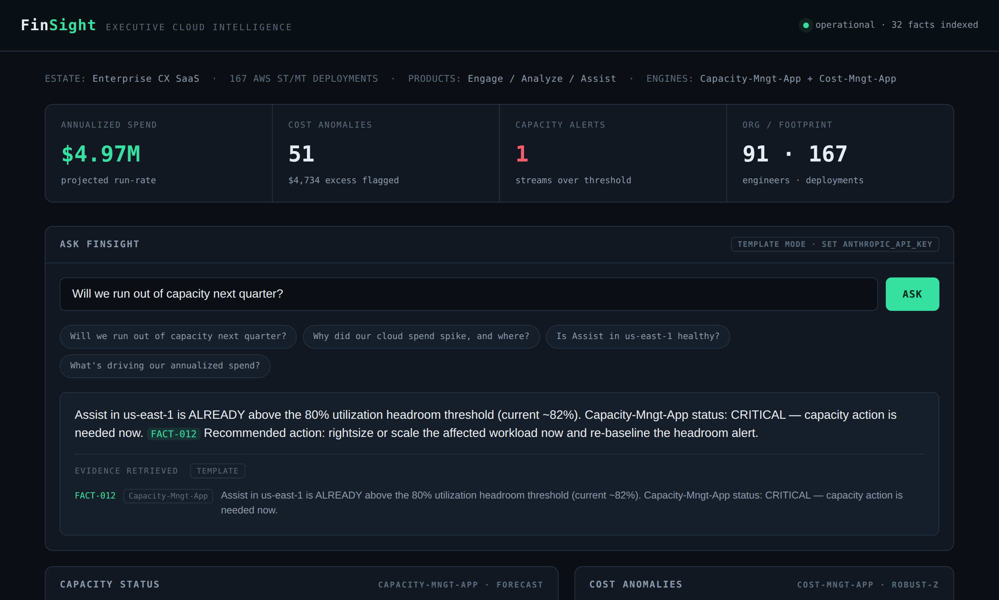 FinSight EXECUTIVE CLOUD INTELLIGENCE
operational · 32 facts indexed
ESTATE: Enterprise CX SaaS · 167 AWS ST/MT DEPLOYMENTS · PRODUCTS: Engage / Analyze / Assist · ENGINES: Capacity-Mngt-App + Cost-Mngt-App
ANNUALIZED SPEND
$4.97M
projected run-rate
COST ANOMALIES
51
$4,734 excess flagged
CAPACITY ALERTS
1
streams over threshold
ORG / FOOTPRINT
91 · 167
engineers · deployments
ASK FINSIGHT
TEMPLATE MODE · SET ANTHROPIC_API_KEY
Will we run out of capacity next quarter?
ASK
Will we run out of capacity next quarter?
Why did our cloud spend spike, and where?
Is Assist in us-east-1 healthy?
What's driving our annualized spend?
Assist in us-east-1 is ALREADY above the 80% utilization headroom threshold (current ~82%). Capacity-Mngt-App status: CRITICAL — capacity action is
needed now. FACT-012 Recommended action: rightsize or scale the affected workload now and re-baseline the headroom alert.
EVIDENCE RETRIEVED TEMPLATE
FACT-012 Capacity-Mngt-App Assist in us-east-1 is ALREADY above the 80% utilization headroom threshold (current ~82%). Capacity-Mngt-App status: CRITICAL — capacity action is
needed now.
CAPACITY STATUS
CAPACITY-MNGT-APP · FORECAST
COST ANOMALIES
COST-MNGT-APP · ROBUST-Z